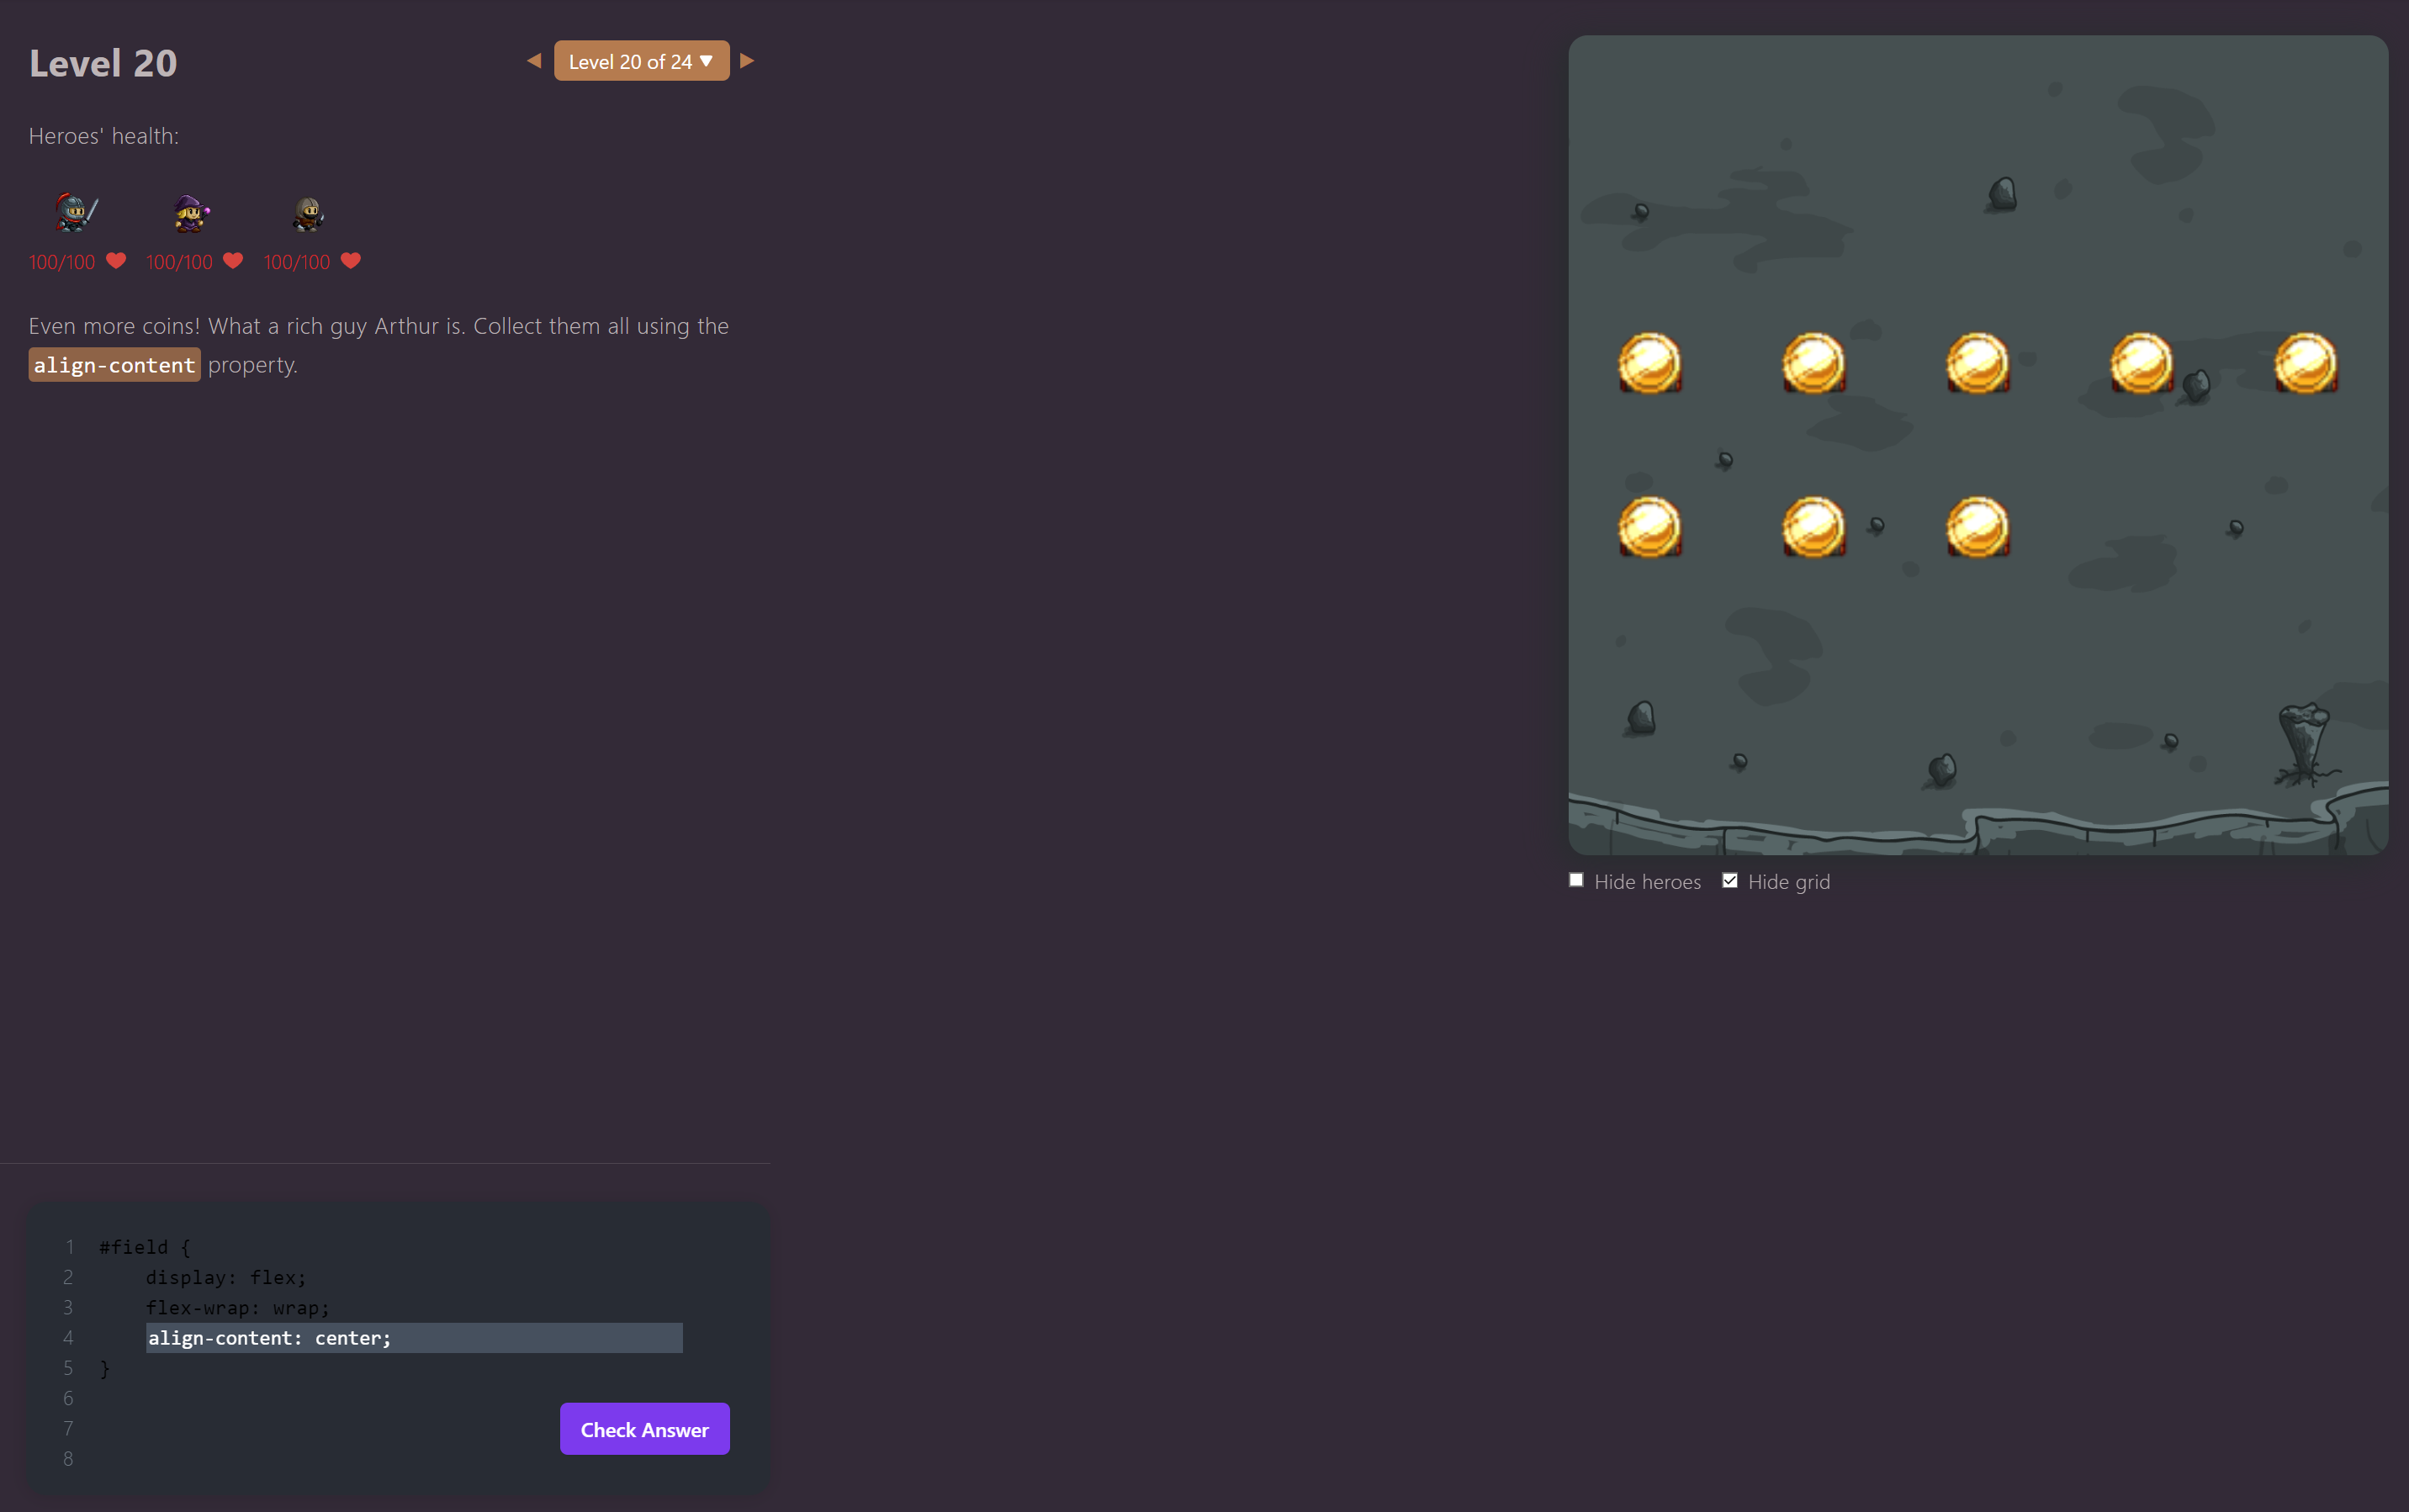 Level 20
Level 20 of 24
Heroes' health:
100/100 100/100 100/100
Even more coins! What a rich guy Arthur is. Collect them all using the
align-content property.
Hide heroes Hide grid
1 #field {
2 display: flex;
3 flex-wrap: wrap;
4 align-content: center;
5 }
6
7
8
Check Answer